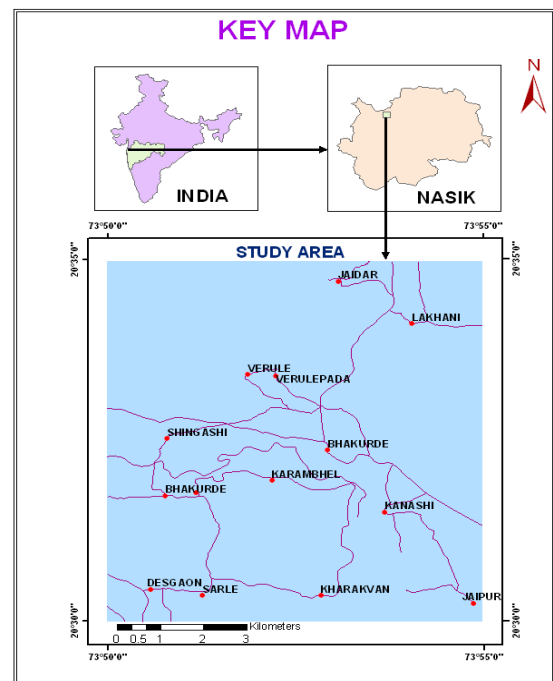 KEY MAP
N
INDIA
NASIK
73°50'0" 73°55'0"
20°35'0" 20°35'0"
STUDY AREA
JAIDAR
LAKHANI
VERULE
VERULEPADA
SHINGASHI
BHAKURDE
KARAMBHEL
BHAKURDE
KANASHI
DESGAON
SARLE
KHARAKVAN
JAIPUR
20°30'0" 20°30'0"
Kilometers
0 0.5 1 2 3
73°50'0" 73°55'0"